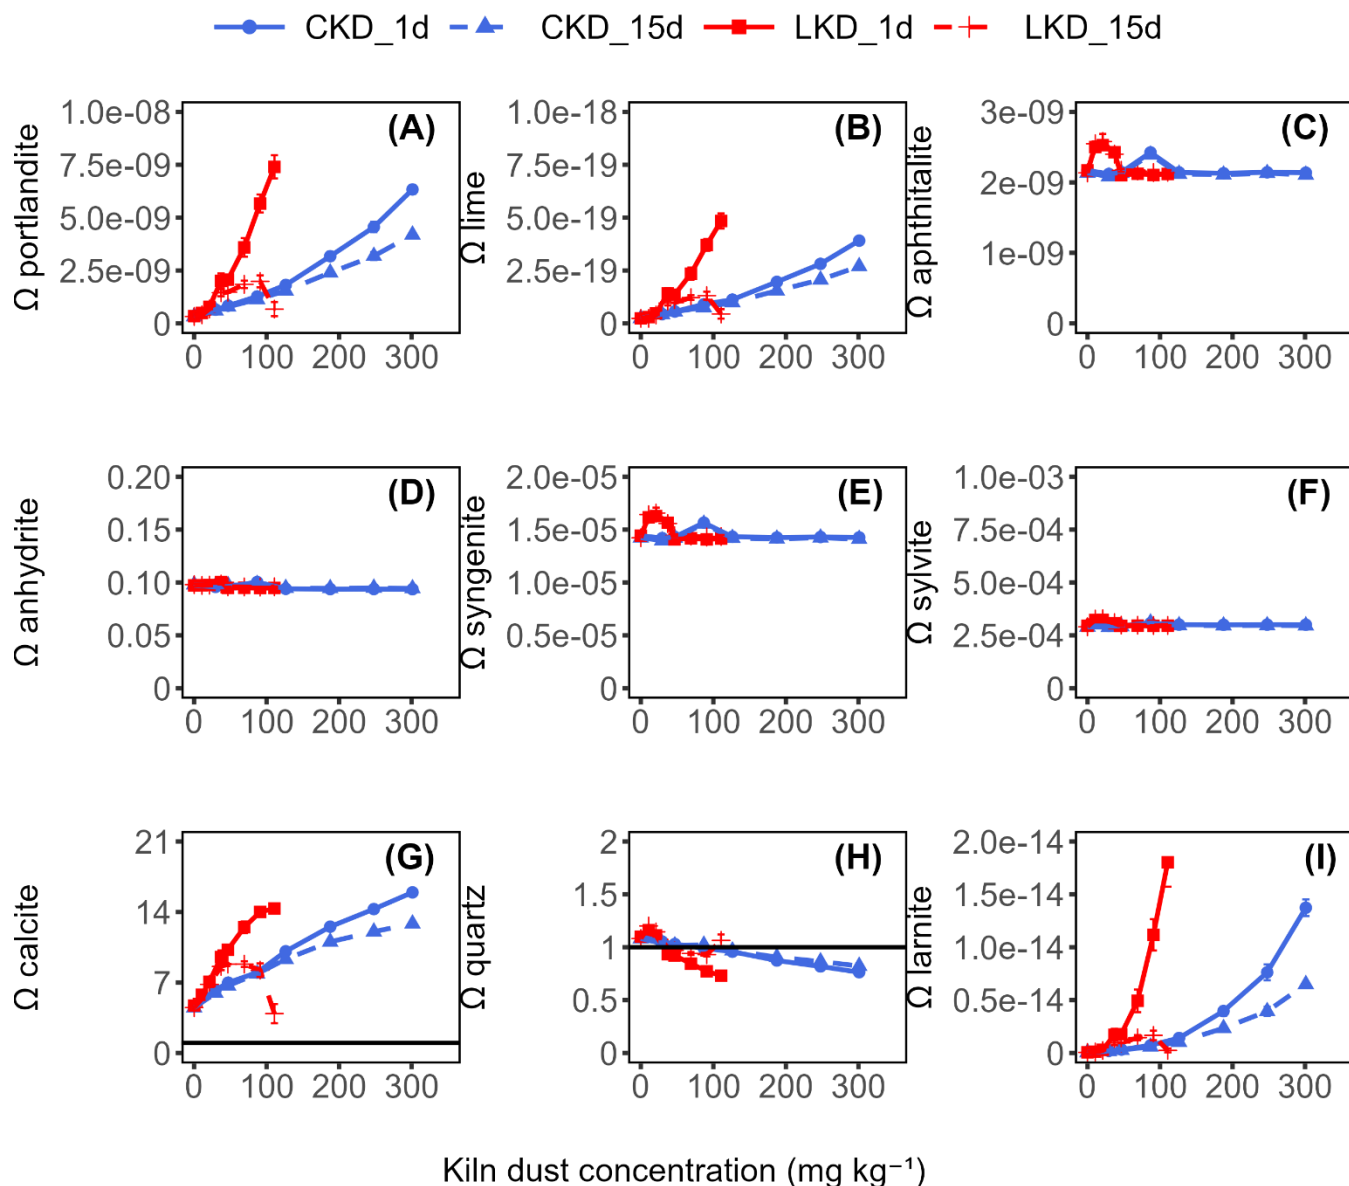 CKD_1d CKD_15d LKD_1d LKD_15d
Ω portlandite
1.0e-08
7.5e-09
5.0e-09
2.5e-09
0
(A)
0 100 200 300
Ω lime
1.0e-18
7.5e-19
5.0e-19
2.5e-19
0
(B)
0 100 200 300
Ω aphthitalite
3e-09
2e-09
1e-09
0
(C)
0 100 200 300
Ω anhydrite
0.20
0.15
0.10
0.05
0
(D)
0 100 200 300
Ω syngenite
2.0e-05
1.5e-05
1.0e-05
0.5e-05
0
(E)
0 100 200 300
Ω sylvite
1.0e-03
7.5e-04
5.0e-04
2.5e-04
0
(F)
0 100 200 300
Ω calcite
21
14
7
0
(G)
0 100 200 300
Ω quartz
2
1.5
1
0.5
0
(H)
0 100 200 300
Ω larnite
2.0e-14
1.5e-14
1.0e-14
0.5e-14
0
(I)
0 100 200 300
Kiln dust concentration (mg kg⁻¹)